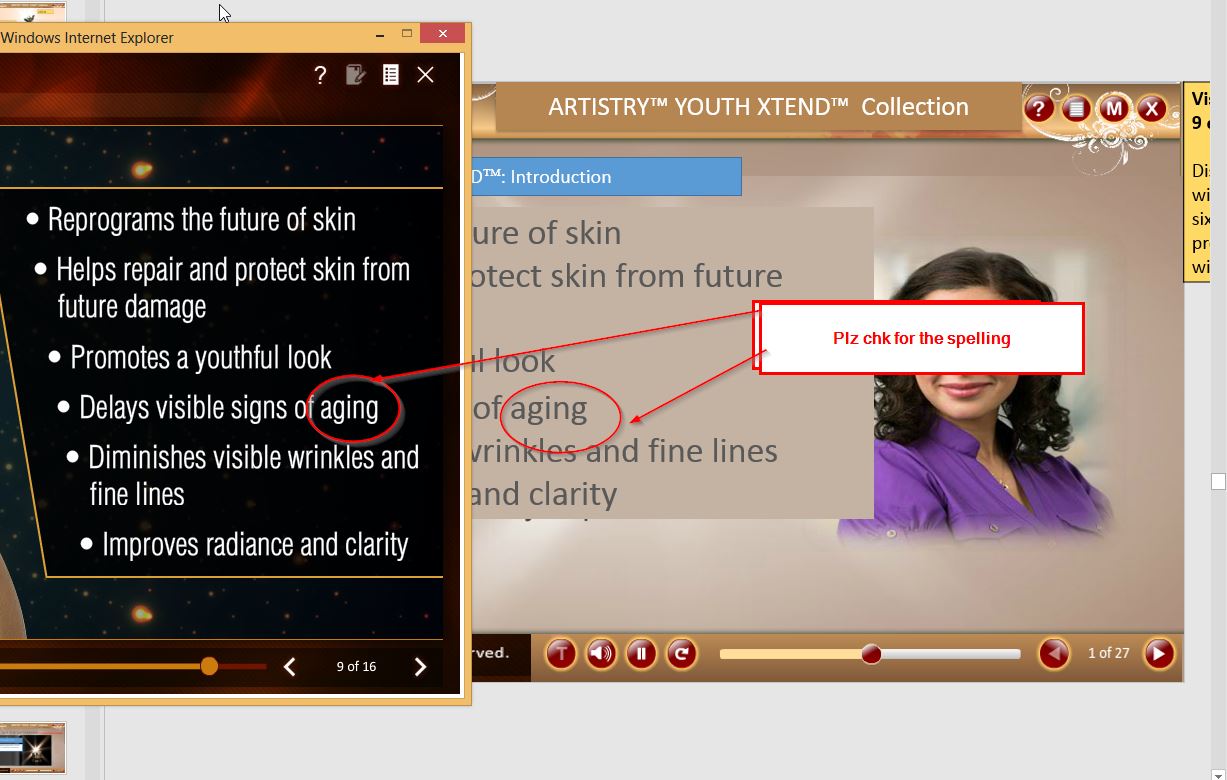 Windows Internet Explorer
?
• Reprograms the future of skin
• Helps repair and protect skin from
future damage
• Promotes a youthful look
• Delays visible signs of aging
• Diminishes visible wrinkles and
fine lines
• Improves radiance and clarity
9 of 16
ARTISTRY™ YOUTH XTEND™ Collection
? M X
D™: Introduction
ure of skin
otect skin from future
ul look
of aging
wrinkles and fine lines
and clarity
Plz chk for the spelling
rved.
T
1 of 27
Vis
9 
Dis
wi
six
pr
wi